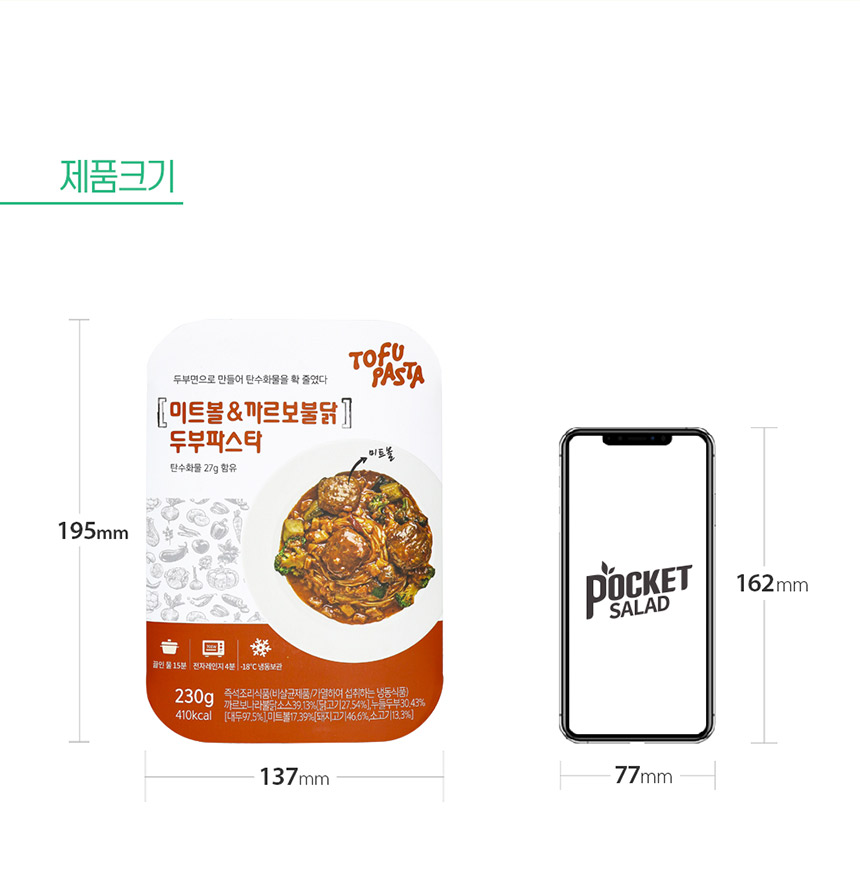 제품크기
TOFU
PASTA
두부면으로 만들어 탄수화물을 확 줄였다
[미트볼&까르보불닭]
두부파스타
탄수화물 27g 함유
미트볼
195mm
끓인 물 15분
전자레인지 4분
-18℃ 냉동보관
230g
410kcal
즉석조리식품(비살균제품/가열하여 섭취하는 냉동식품)
까르보나라불닭소스39.13%[닭고기27.54%],누들두부30.43%
[대두97.5%],미트볼17.39%[돼지고기46.6%,소고기13.3%]
137mm
POCKET
SALAD
162mm
77mm